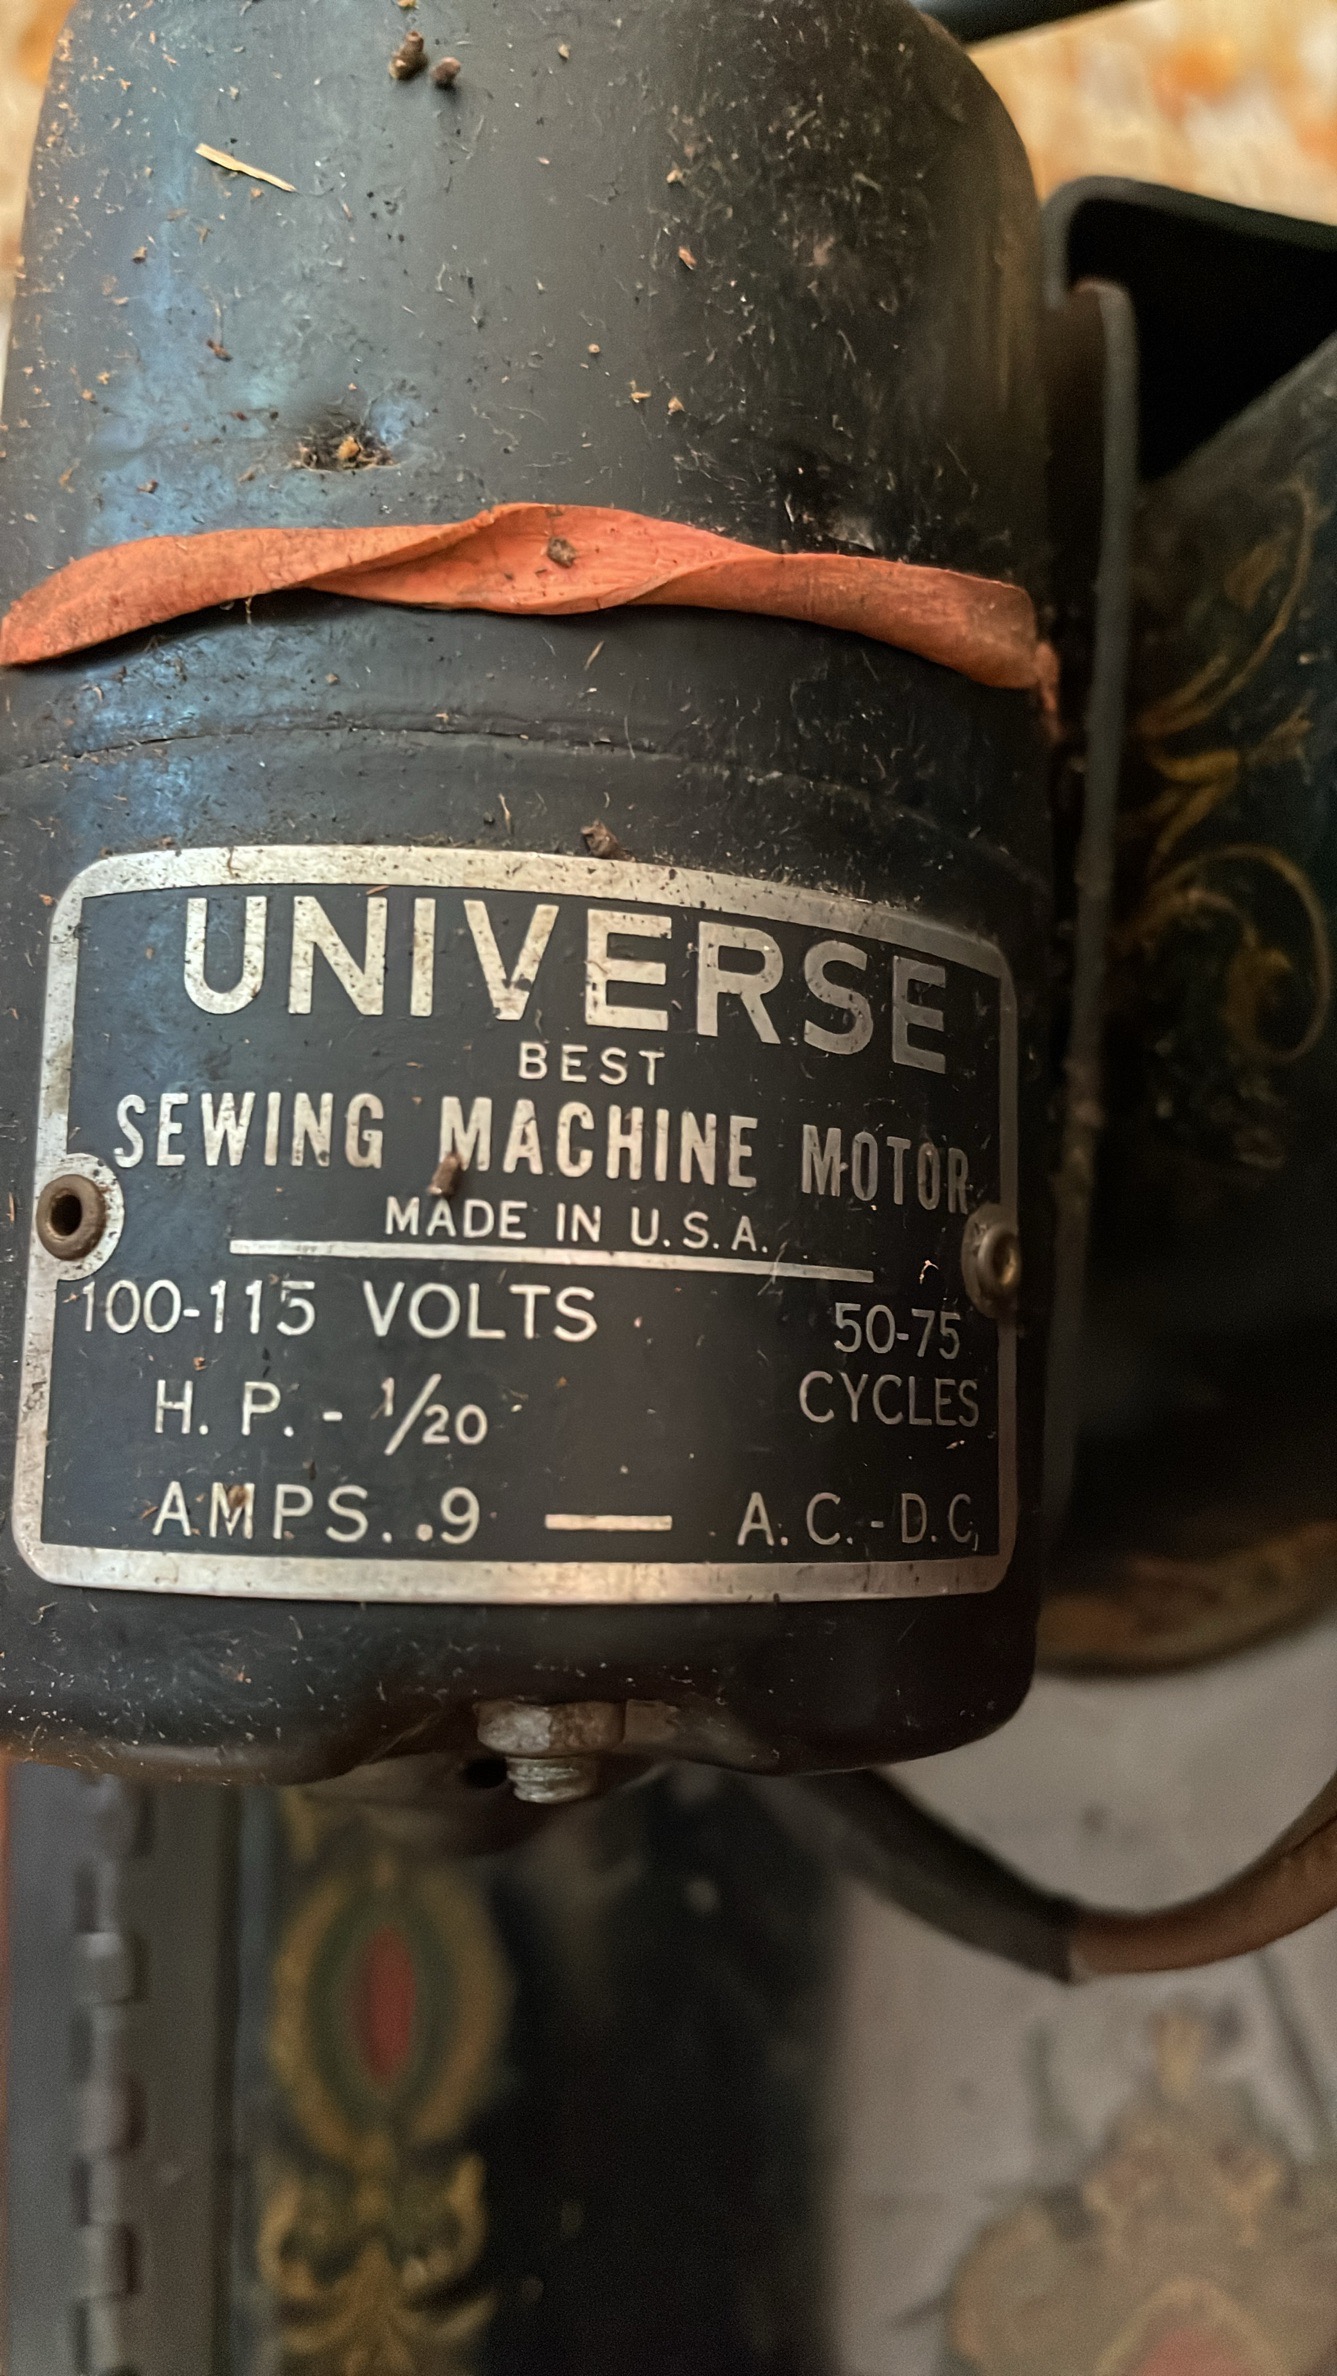 UNIVERSE
BEST
SEWING MACHINE MOTOR
MADE IN U.S.A.
100-115 VOLTS 50-75
CYCLES
H. P. - 1/20
AMPS. .9 — A. C. - D. C.